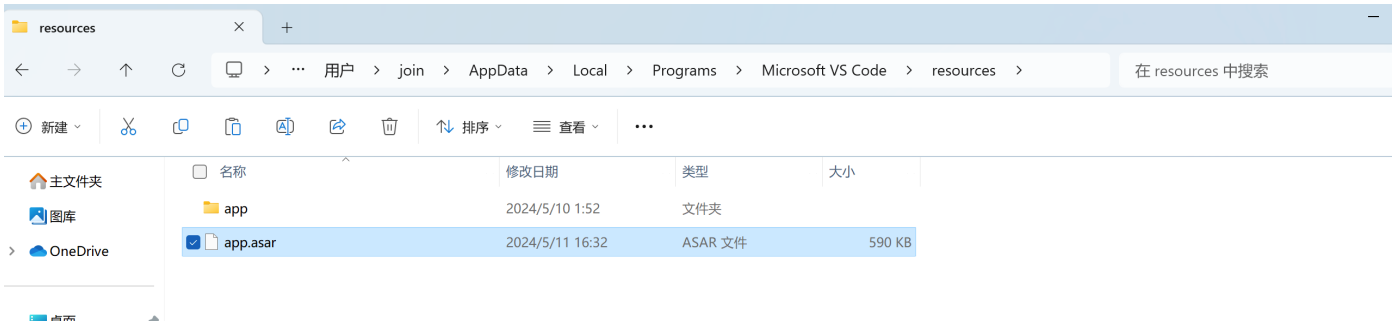 resources
用户 join AppData Local Programs Microsoft VS Code resources 在 resources 中搜索
新建 排序 查看
主文件夹 名称 修改日期 类型 大小
图库 app 2024/5/10 1:52 文件夹
OneDrive app.asar 2024/5/11 16:32 ASAR 文件 590 KB
桌面